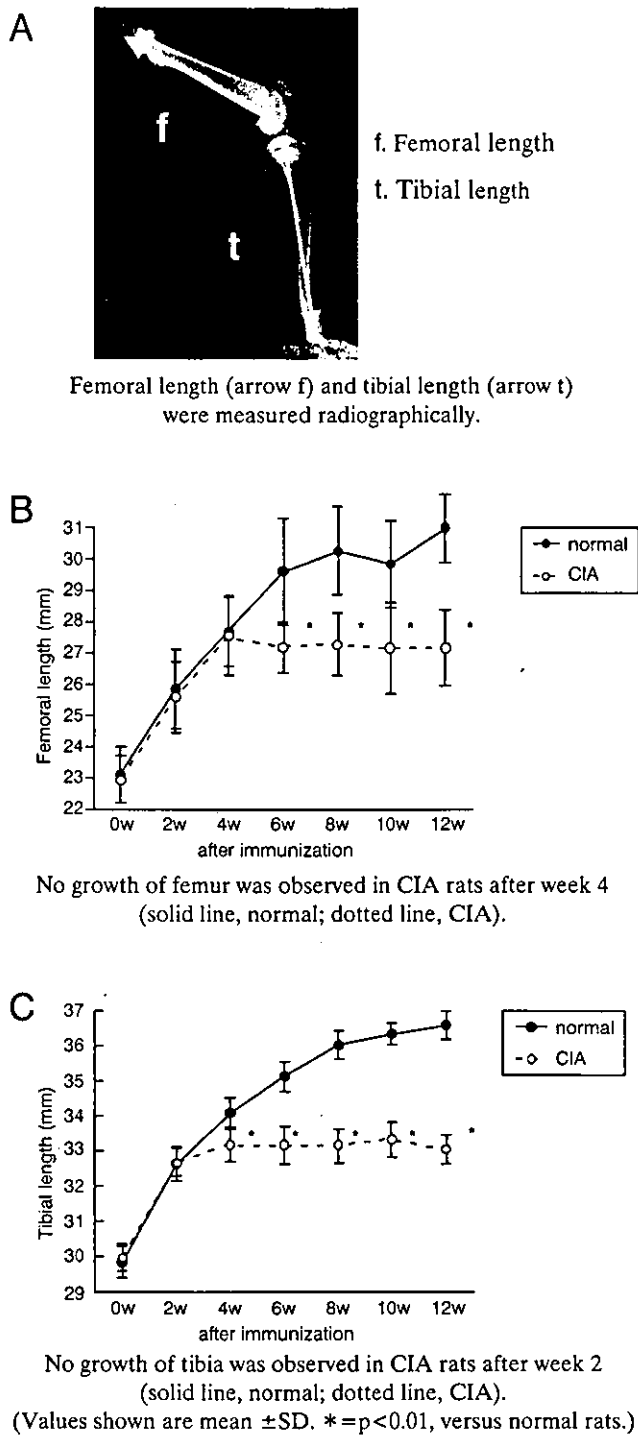 A
f
t
f. Femoral length
t. Tibial length
Femoral length (arrow f) and tibial length (arrow t)
were measured radiographically.
B
31
30
29
28
27
26
25
24
23
22
Femoral length (mm)
0w 2w 4w 6w 8w 10w 12w
after immunization
normal
CIA
* * * *
No growth of femur was observed in CIA rats after week 4
(solid line, normal; dotted line, CIA).
C
37
36
35
34
33
32
31
30
29
Tibial length (mm)
0w 2w 4w 6w 8w 10w 12w
after immunization
normal
CIA
* * * * *
No growth of tibia was observed in CIA rats after week 2
(solid line, normal; dotted line, CIA).
(Values shown are mean ±SD. *=p<0.01, versus normal rats.)